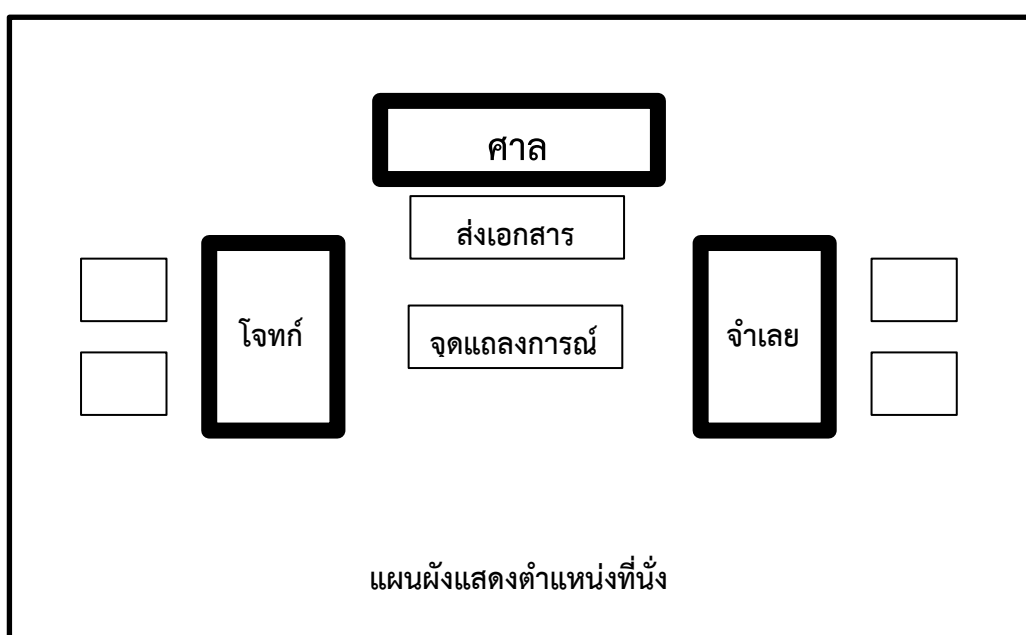 ศาล
ส่งเอกสาร
โจทก์
จุดแถลงการณ์
จำเลย
แผนผังแสดงตำแหน่งที่นั่ง